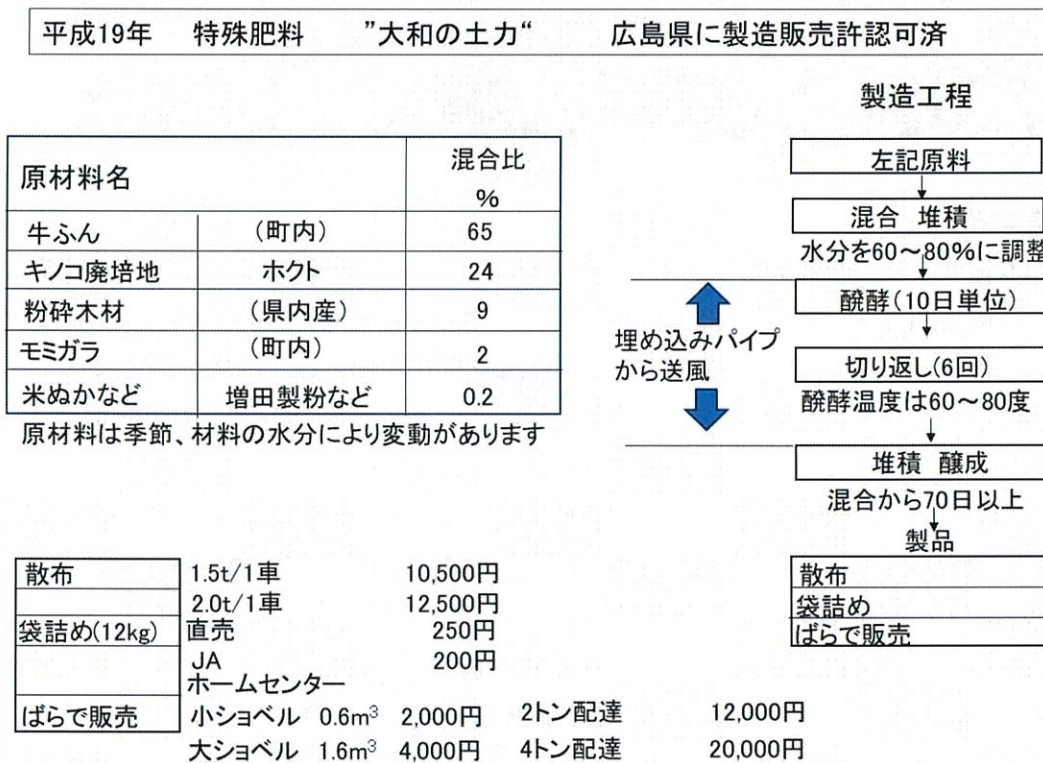 平成19年 特殊肥料 ”大和の土力“ 広島県に製造販売許認可済
原材料名 混合比 %
牛ふん (町内) 65
キノコ廃培地 ホクト 24
粉砕木材 (県内産) 9
モミガラ (町内) 2
米ぬかなど 増田製粉など 0.2
原材料は季節、材料の水分により変動があります
製造工程
左記原料
混合 堆積
水分を60～80%に調整
醗酵(10日単位)
埋め込みパイプ
から送風
切り返し(6回)
醗酵温度は60～80度
堆積 醸成
混合から70日以上
製品
散布
袋詰め
ばらで販売
散布 1.5t/1車 10,500円
2.0t/1車 12,500円
袋詰め(12kg) 直売 250円
JA 200円
ホームセンター
ばらで販売 小ショベル 0.6m³ 2,000円 2トン配達 12,000円
大ショベル 1.6m³ 4,000円 4トン配達 20,000円